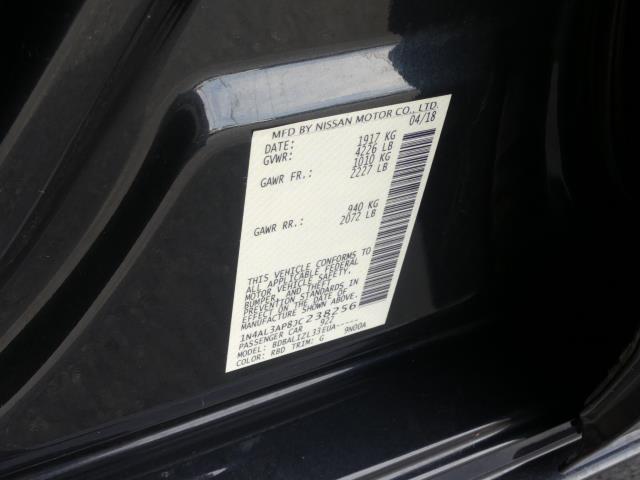 MFD BY NISSAN MOTOR CO., LTD.
DATE: 04/18
GVWR: 1917 KG
4226 LB
GAWR FR.: 1010 KG
2227 LB
GAWR RR.: 940 KG
2072 LB
THIS VEHICLE CONFORMS TO
ALL APPLICABLE FEDERAL
MOTOR VEHICLE SAFETY,
BUMPER, AND THEFT
PREVENTION STANDARDS
IN EFFECT ON THE DATE OF
MANUFACTURE SHOWN ABOVE.
1N4AL3AP8JC238256
PASSENGER CAR 922
MODEL: BDBALIZL33EUA-----
COLOR: RBD TRIM: G 9N00A